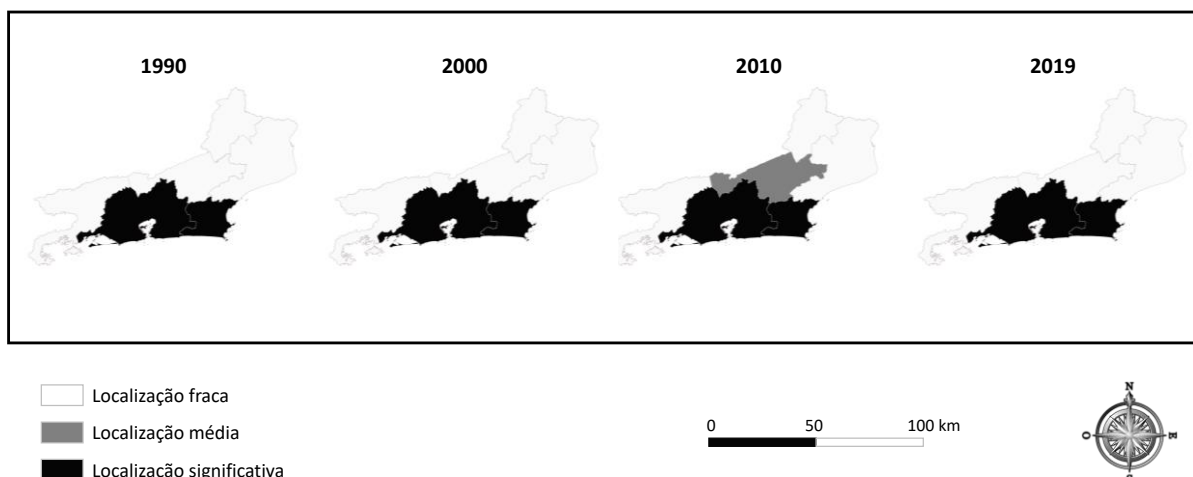 1990 2000 2010 2019
Localização fraca
Localização média
Localização significativa
0 50 100 km
N
O E
S